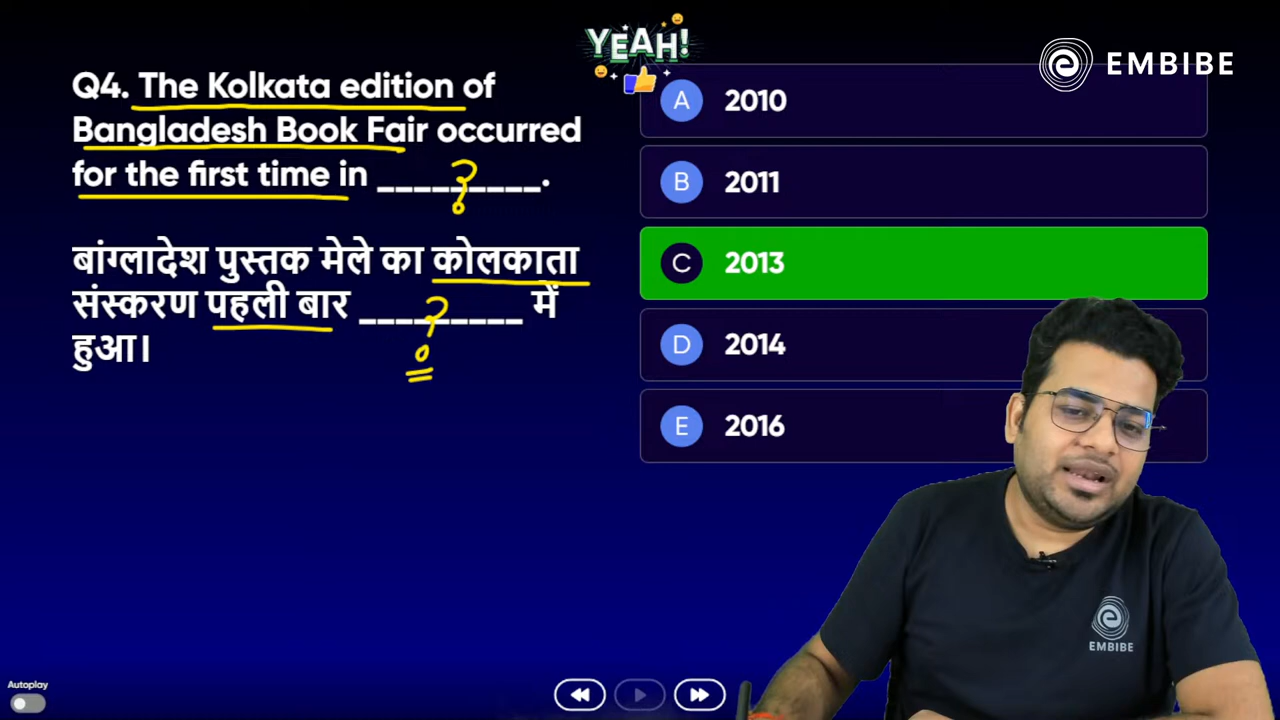 YEAH!
EMBIBE
Q4. The Kolkata edition of
Bangladesh Book Fair occurred
for the first time in _________.
?
बांग्लादेश पुस्तक मेले का कोलकाता
संस्करण पहली बार _________ में
?
हुआ।
A 2010
B 2011
C 2013
D 2014
E 2016
EMBIBE
Autoplay